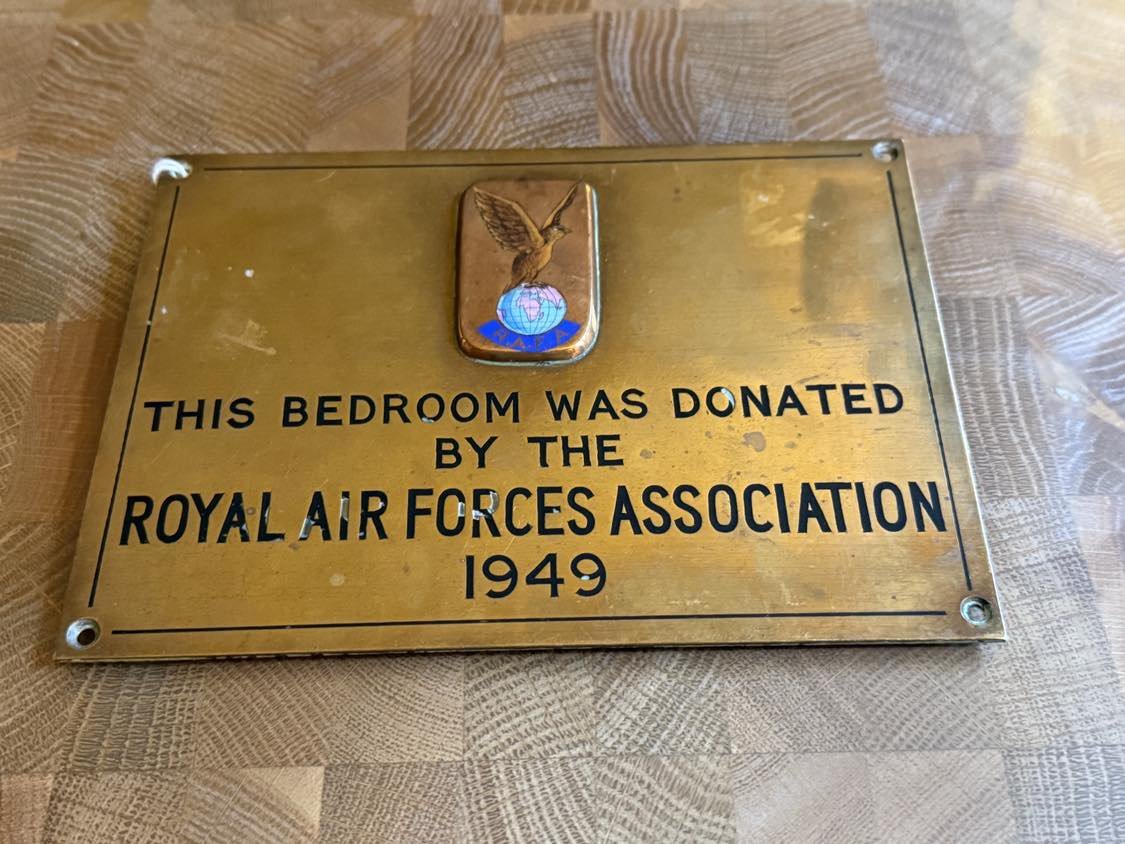 R.A.F.A
THIS BEDROOM WAS DONATED
BY THE
ROYAL AIR FORCES ASSOCIATION
1949